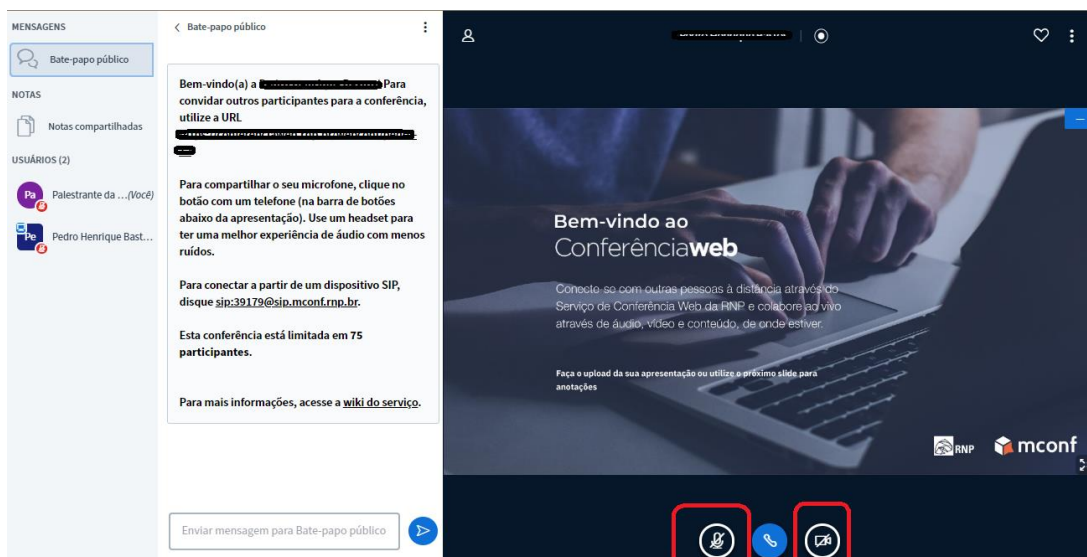 MENSAGENS
Bate-papo público
NOTAS
Notas compartilhadas
USUÁRIOS (2)
Pa
Palestrante da ...(Você)
Pe
Pedro Henrique Bast...
Bate-papo público
Bem-vindo(a) a Para
convidar outros participantes para a conferência,
utilize a URL
Para compartilhar o seu microfone, clique no
botão com um telefone (na barra de botões
abaixo da apresentação). Use um headset para
ter uma melhor experiência de áudio com menos
ruídos.
Para conectar a partir de um dispositivo SIP,
disque sip:39179@sip.mconf.rnp.br.
Esta conferência está limitada em 75
participantes.
Para mais informações, acesse a wiki do serviço.
Enviar mensagem para Bate-papo público
Bem-vindo ao
Conferênciaweb
Conecte-se com outras pessoas à distância através do
Serviço de Conferência Web da RNP e colabore ao vivo
através de áudio, vídeo e conteúdo, de onde estiver.
Faça o upload da sua apresentação ou utilize o próximo slide para
anotações
RNP
mconf